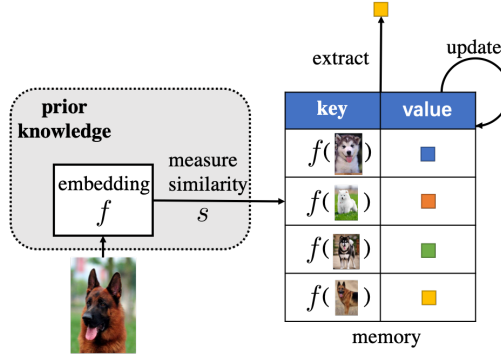 extract
update
prior
knowledge
key
value
measure
similarity
s
embedding
f
f( )
f( )
f( )
f( )
memory